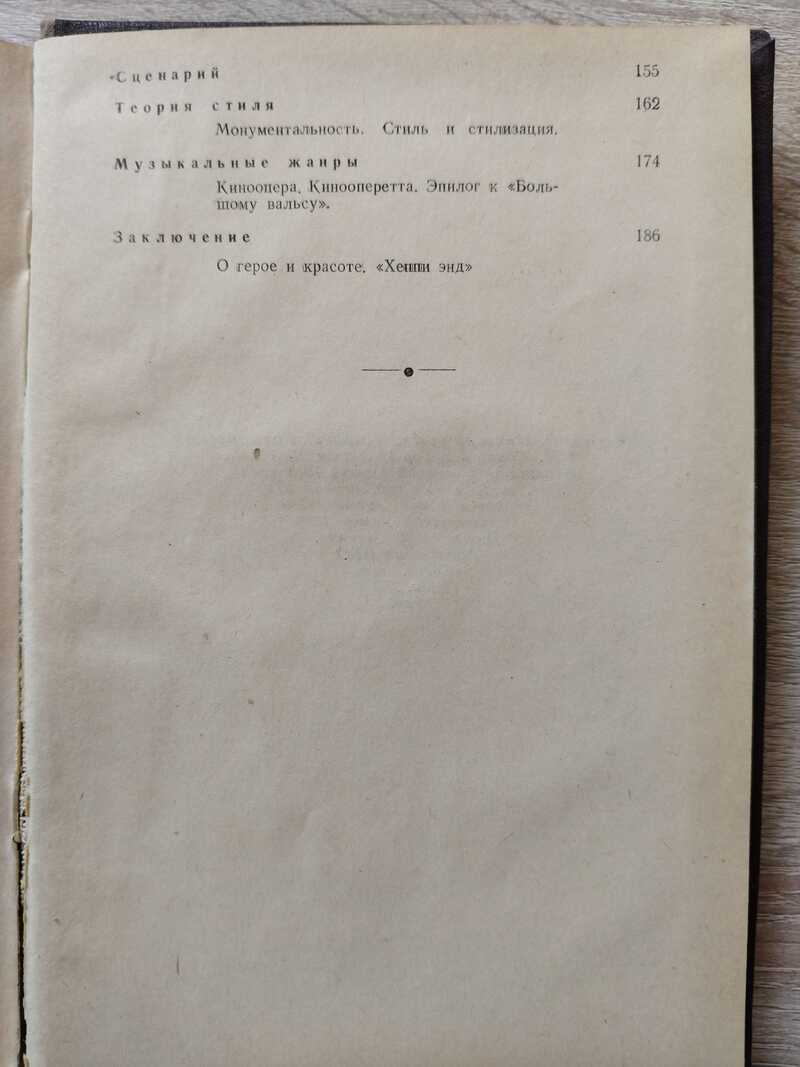 Сценарий 155
Теория стиля 162
Монументальность. Стиль и стилизация.
Музыкальные жанры 174
Киноопера. Кинооперетта. Эпилог к «Боль-
шому вальсу».
Заключение 186
О герое и красоте. «Хеппи энд»